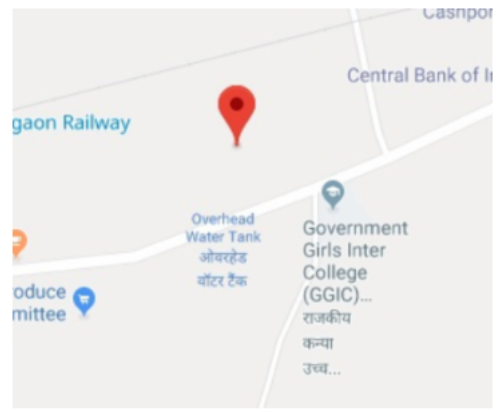 Cashpor
Central Bank of I
gaon Railway
Overhead
Water Tank
ओवरहेड
वॉटर टैंक
Government
Girls Inter
College
(GGIC)...
राजकीय
कन्या
उच्च...
oduce
mittee